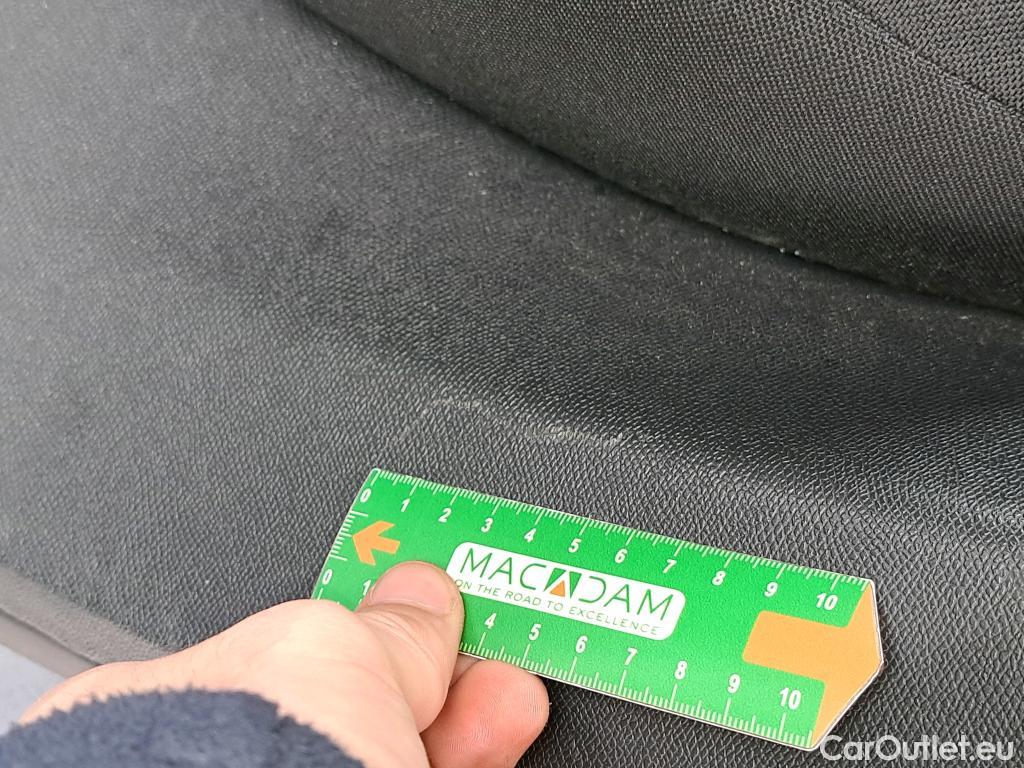 0 1 2 3 4 5 6 7 8 9 10
MACADAM
ON THE ROAD TO EXCELLENCE
0 1 4 5 6 7 8 9 10
CarOutlet.eu